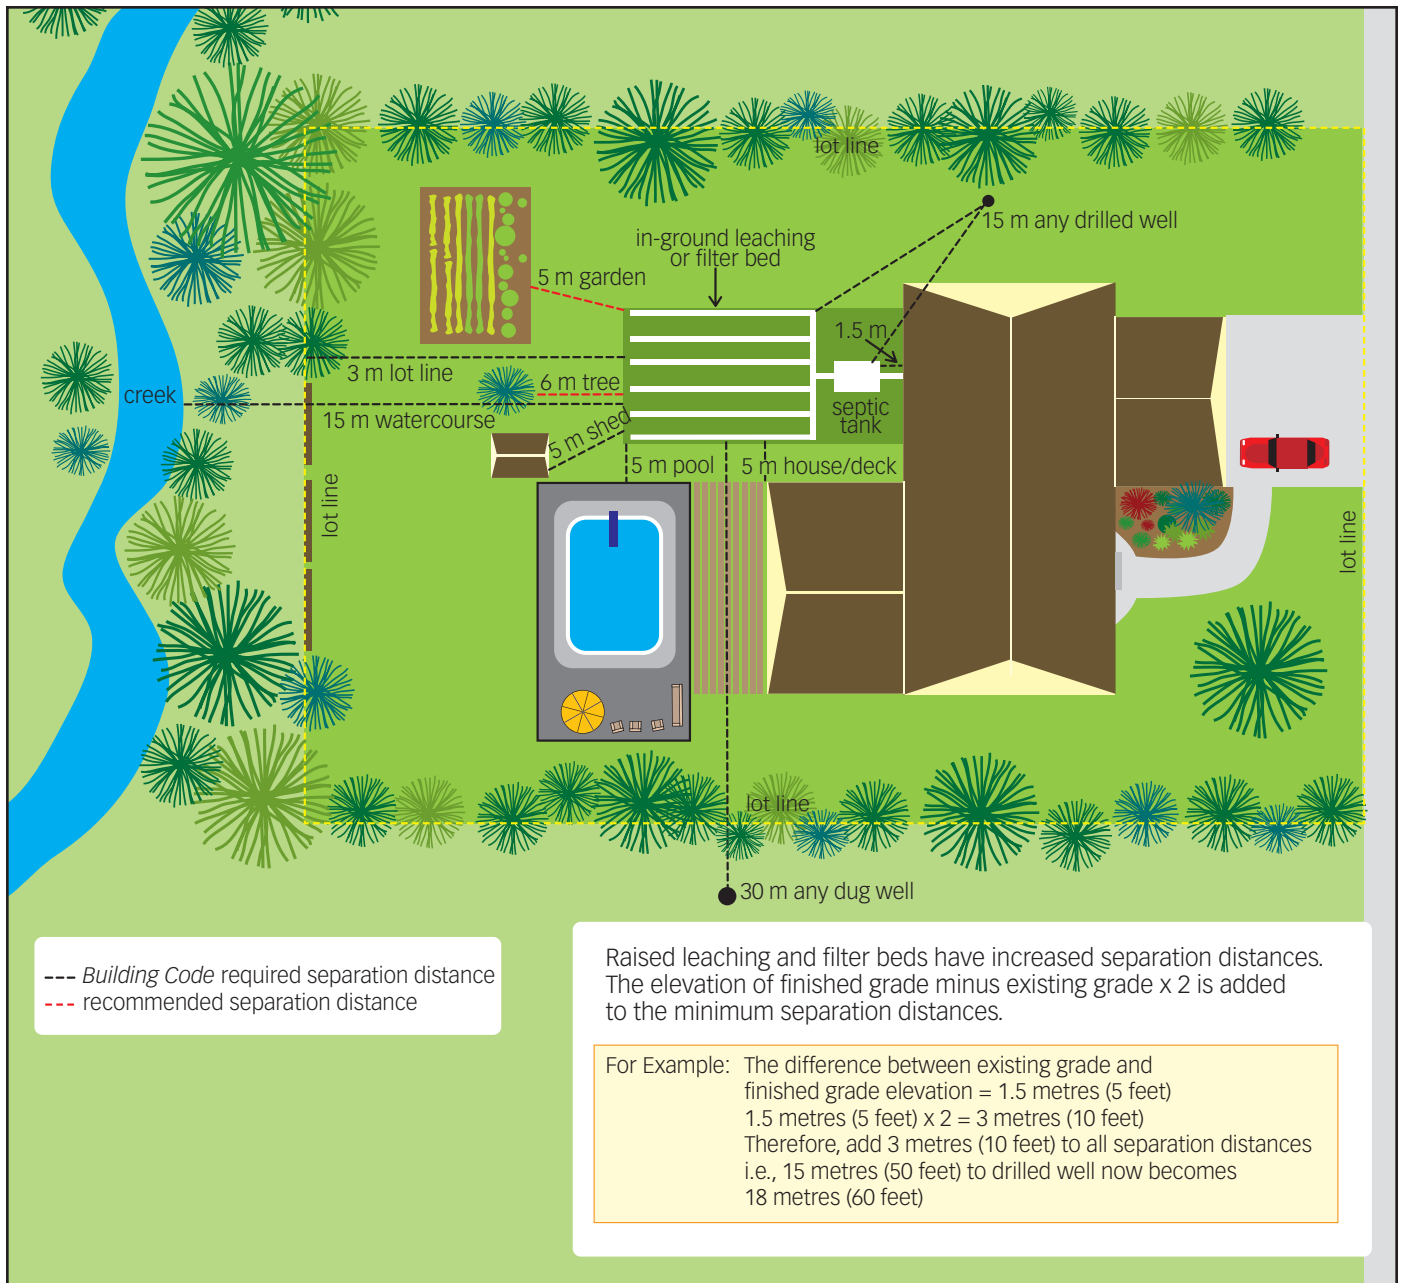 lot line
15 m any drilled well
in-ground leaching
or filter bed
5 m garden
1.5 m
3 m lot line
6 m tree
creek
15 m watercourse
septic
tank
5 m shed
5 m pool
5 m house/deck
lot line
lot line
lot line
30 m any dug well
--- Building Code required separation distance
--- recommended separation distance
Raised leaching and filter beds have increased separation distances.
The elevation of finished grade minus existing grade x 2 is added
to the minimum separation distances.
For Example: The difference between existing grade and
finished grade elevation = 1.5 metres (5 feet)
1.5 metres (5 feet) x 2 = 3 metres (10 feet)
Therefore, add 3 metres (10 feet) to all separation distances
i.e., 15 metres (50 feet) to drilled well now becomes
18 metres (60 feet)